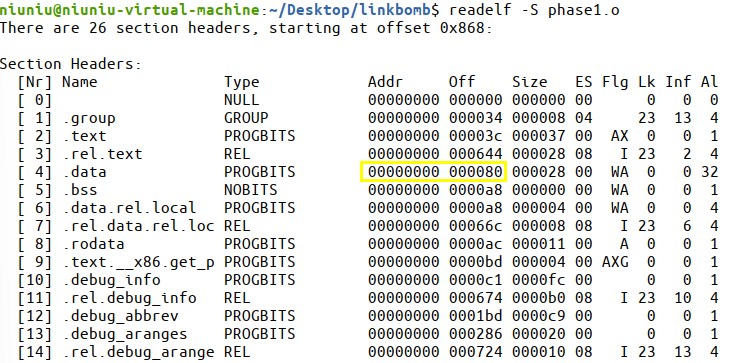 niuniu@niuniu-virtual-machine:~/Desktop/linkbomb$ readelf -S phase1.o
There are 26 section headers, starting at offset 0x868:

Section Headers:
  [Nr] Name              Type            Addr     Off    Size   ES Flg Lk Inf Al
  [ 0]                   NULL            00000000 000000 000000 00      0   0  0
  [ 1] .group            GROUP           00000000 000034 000008 04     23  13  4
  [ 2] .text             PROGBITS        00000000 00003c 000037 00  AX  0   0  1
  [ 3] .rel.text         REL             00000000 000644 000028 08   I 23   2  4
  [ 4] .data             PROGBITS        00000000 000080 000028 00  WA  0   0 32
  [ 5] .bss              NOBITS          00000000 0000a8 000000 00  WA  0   0  1
  [ 6] .data.rel.local   PROGBITS        00000000 0000a8 000004 00  WA  0   0  4
  [ 7] .rel.data.rel.loc REL             00000000 00066c 000008 08   I 23   6  4
  [ 8] .rodata           PROGBITS        00000000 0000ac 000011 00   A  0   0  1
  [ 9] .text.__x86.get_p PROGBITS        00000000 0000bd 000004 00 AXG  0   0  1
  [10] .debug_info       PROGBITS        00000000 0000c1 0000fc 00      0   0  1
  [11] .rel.debug_info   REL             00000000 000674 0000b0 08   I 23  10  4
  [12] .debug_abbrev     PROGBITS        00000000 0001bd 0000c9 00      0   0  1
  [13] .debug_aranges    PROGBITS        00000000 000286 000020 00      0   0  1
  [14] .rel.debug_arange REL             00000000 000724 000010 08   I 23  13  4